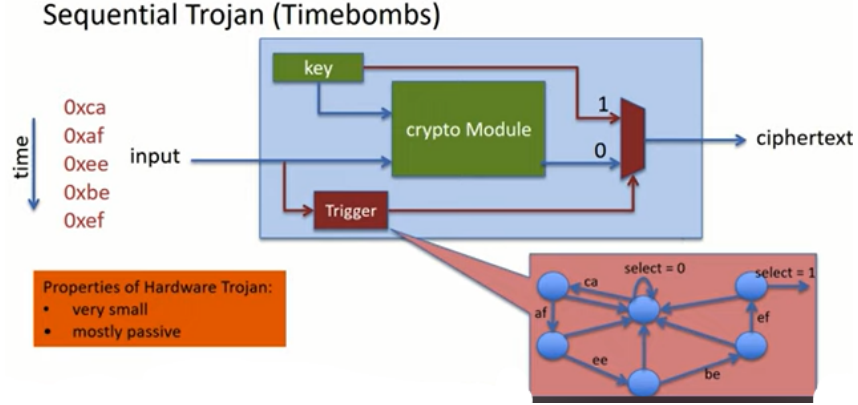 Sequential Trojan (Timebombs)
key
crypto Module
1
0
ciphertext
time
0xca
0xaf
0xee
0xbe
0xef
input
Trigger
Properties of Hardware Trojan:
• very small
• mostly passive
select = 0
select = 1
ca
af
ef
ee
be